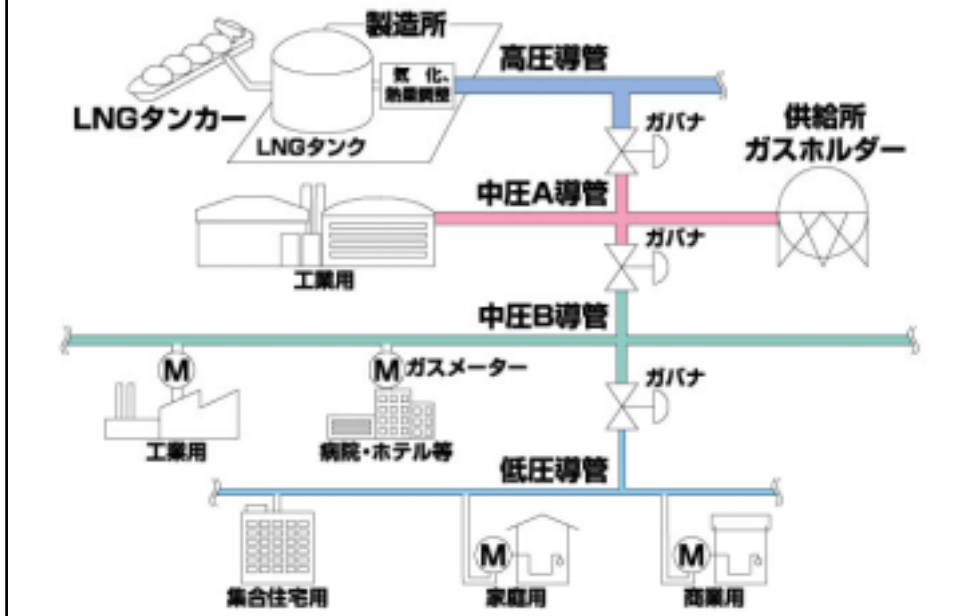 製造所
気 化、
熱量調整
高圧導管
LNGタンカー
LNGタンク
ガバナ
供給所
ガスホルダー
中圧A導管
ガバナ
工業用
中圧B導管
M
M
ガスメーター
ガバナ
工業用
病院・ホテル等
低圧導管
M
M
集合住宅用
家庭用
商業用